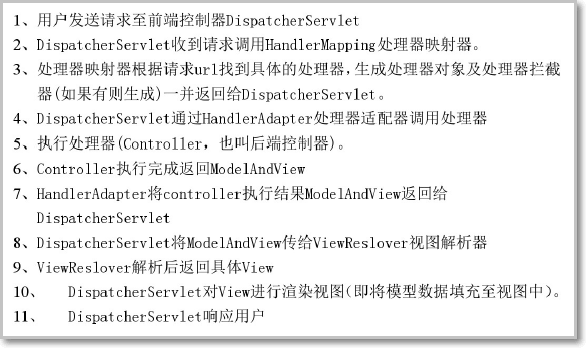 1、用户发送请求至前端控制器DispatcherServlet
2、DispatcherServlet收到请求调用HandlerMapping处理器映射器。
3、处理器映射器根据请求url找到具体的处理器，生成处理器对象及处理器拦截
器(如果有则生成)一并返回给DispatcherServlet。
4、DispatcherServlet通过HandlerAdapter处理器适配器调用处理器
5、执行处理器(Controller，也叫后端控制器)。
6、Controller执行完成返回ModelAndView
7、HandlerAdapter将controller执行结果ModelAndView返回给
DispatcherServlet
8、DispatcherServlet将ModelAndView传给ViewReslover视图解析器
9、ViewReslover解析后返回具体View
10、 DispatcherServlet对View进行渲染视图(即将模型数据填充至视图中)。
11、 DispatcherServlet响应用户